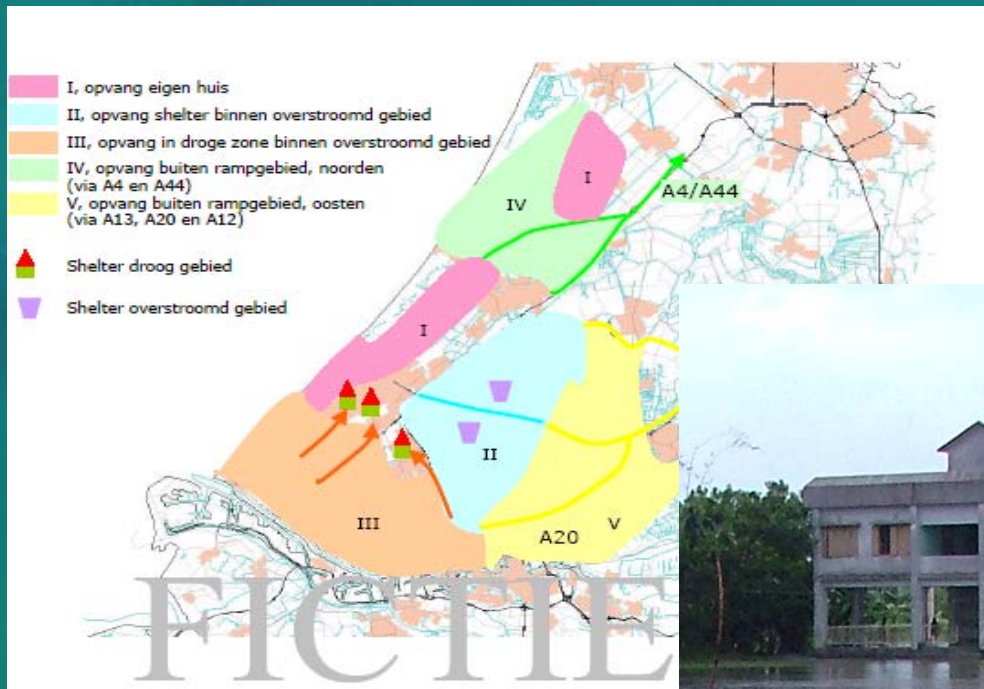 I, opvang eigen huis
II, opvang shelter binnen overstroomd gebied
III, opvang in droge zone binnen overstroomd gebied
IV, opvang buiten rampgebied, noorden
(via A4 en A44)
V, opvang buiten rampgebied, oosten
(via A13, A20 en A12)
Shelter droog gebied
Shelter overstroomd gebied
I
IV
A4/A44
I
II
III
A20
V
FICTIE